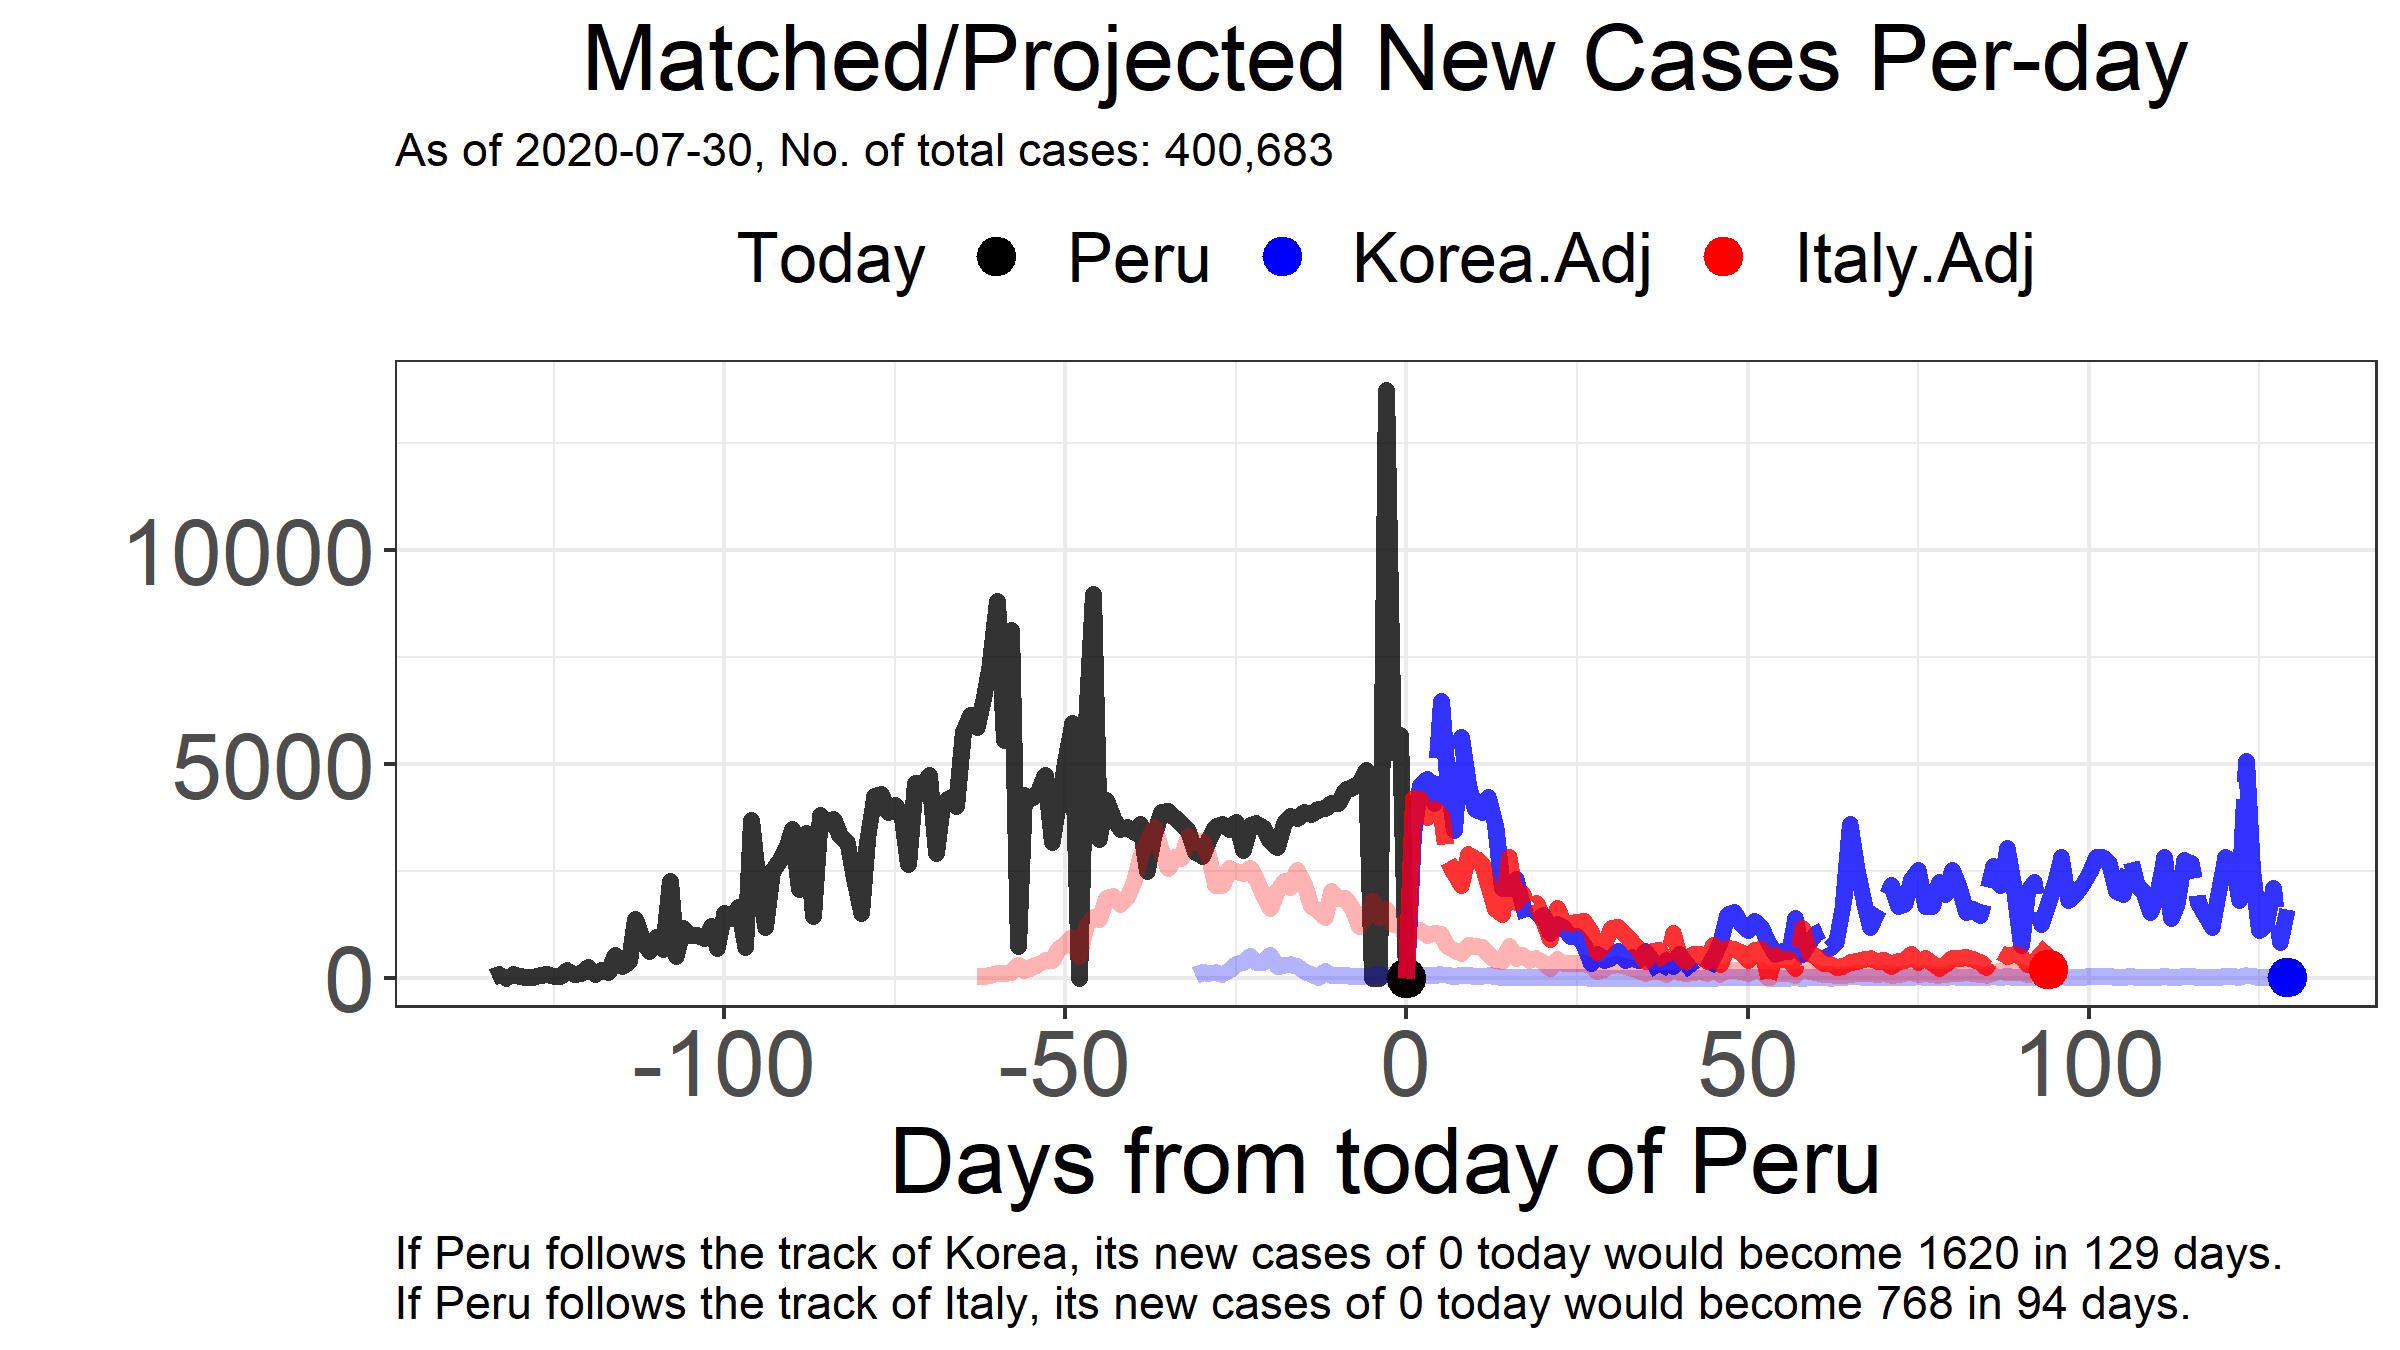 Matched/Projected New Cases Per-day
As of 2020-07-30, No. of total cases: 400,683
Today Peru Korea.Adj Italy.Adj
10000
5000
0
-100 -50 0 50 100
Days from today of Peru
If Peru follows the track of Korea, its new cases of 0 today would become 1620 in 129 days.
If Peru follows the track of Italy, its new cases of 0 today would become 768 in 94 days.